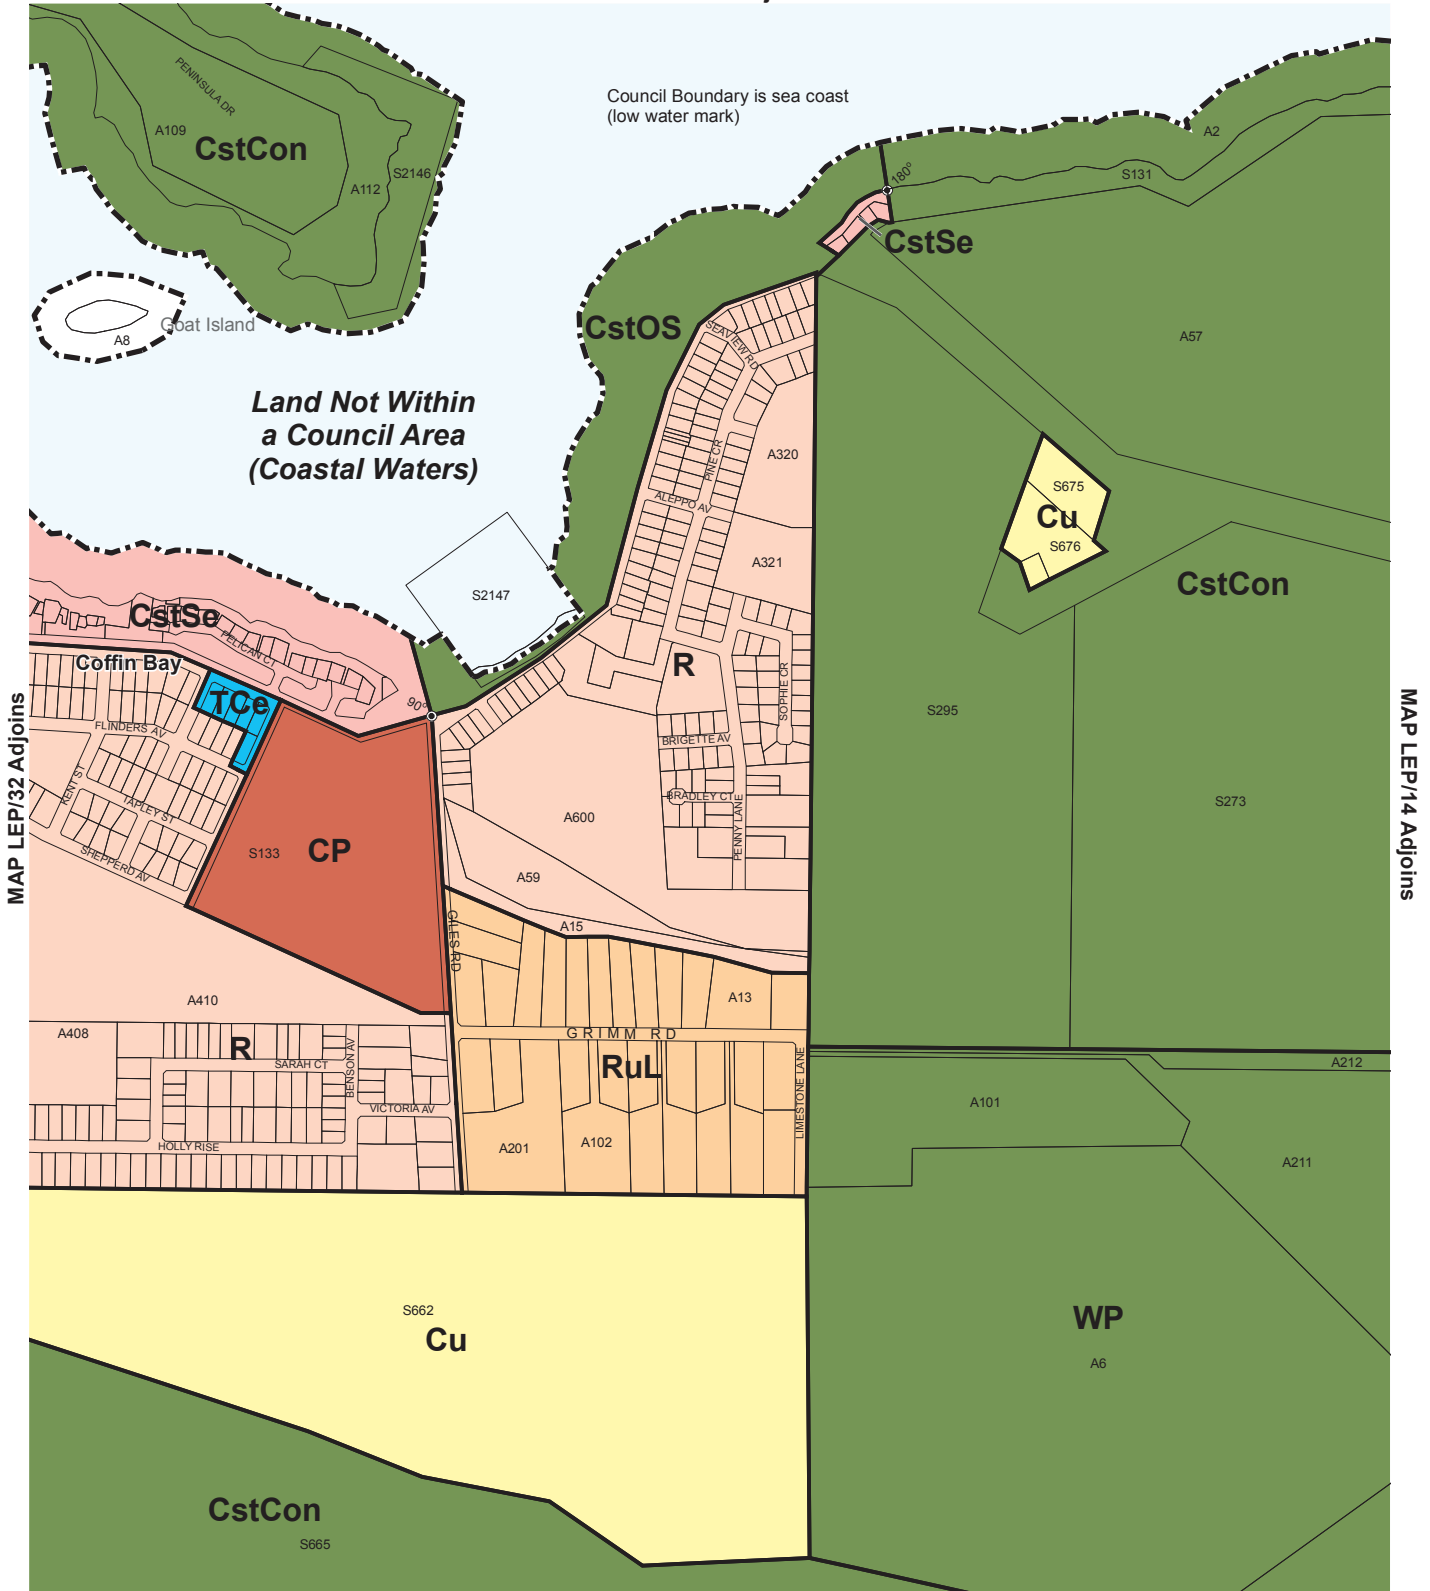 Council Boundary is sea coast
(low water mark)
PENINSULA DR
A109
CstCon
A112
S2146
A2
S131
180°
CstSe
Goat Island
A8
CstOS
A57
SEAVIEW RD
Land Not Within
a Council Area
(Coastal Waters)
A320
PINE CR
ALEPPO AV
S675
Cu
S676
A321
CstCon
S2147
CstSe
PELICAN CT
Coffin Bay
R
SOPHIE CR
TCe
90°
S295
MAP LEP/32 Adjoins
MAP LEP/14 Adjoins
FLINDERS AV
BRIGETTE AV
KENT ST
TAPLEY ST
BRADLEY CT
PENNY LANE
S273
A600
S133
CP
SHEPPERD AV
A59
A15
GILES RD
A13
A410
A408
GRIMM RD
R
SARAH CT
BENSON AV
RuL
LIMESTONE LANE
A212
A101
VICTORIA AV
HOLLY RISE
A201
A102
A211
S662
Cu
WP
A6
CstCon
S665